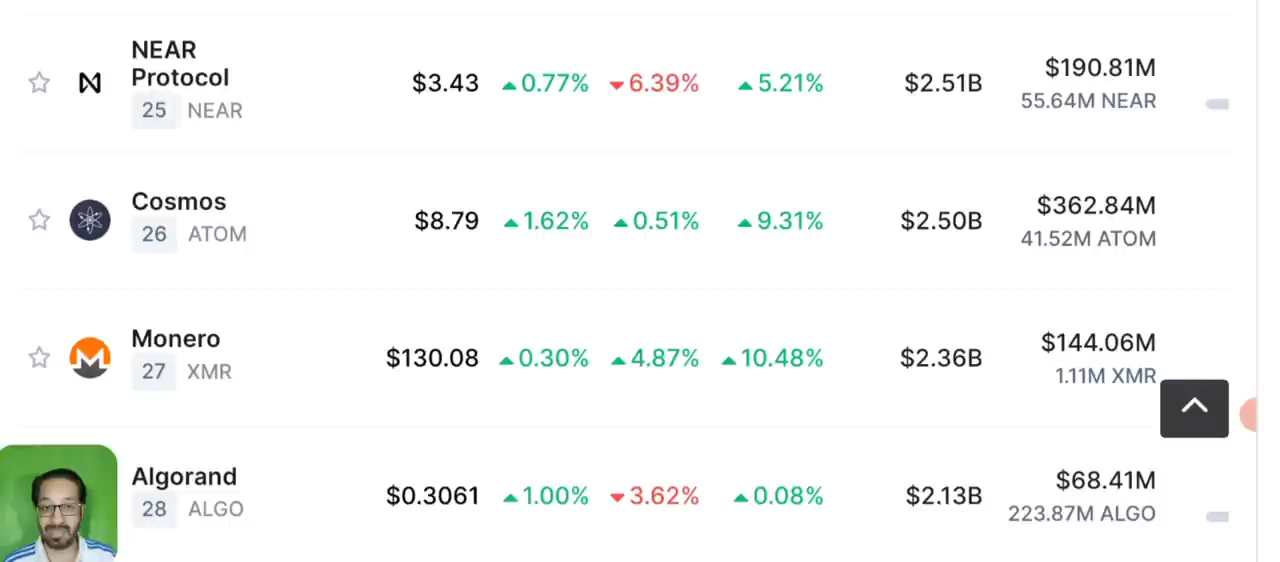 NEAR
Protocol
25 NEAR
$3.43 ▲0.77% ▼6.39% ▲5.21% $2.51B $190.81M
55.64M NEAR
Cosmos
26 ATOM
$8.79 ▲1.62% ▲0.51% ▲9.31% $2.50B $362.84M
41.52M ATOM
Monero
27 XMR
$130.08 ▲0.30% ▲4.87% ▲10.48% $2.36B $144.06M
1.11M XMR
Algorand
28 ALGO
$0.3061 ▲1.00% ▼3.62% ▲0.08% $2.13B $68.41M
223.87M ALGO